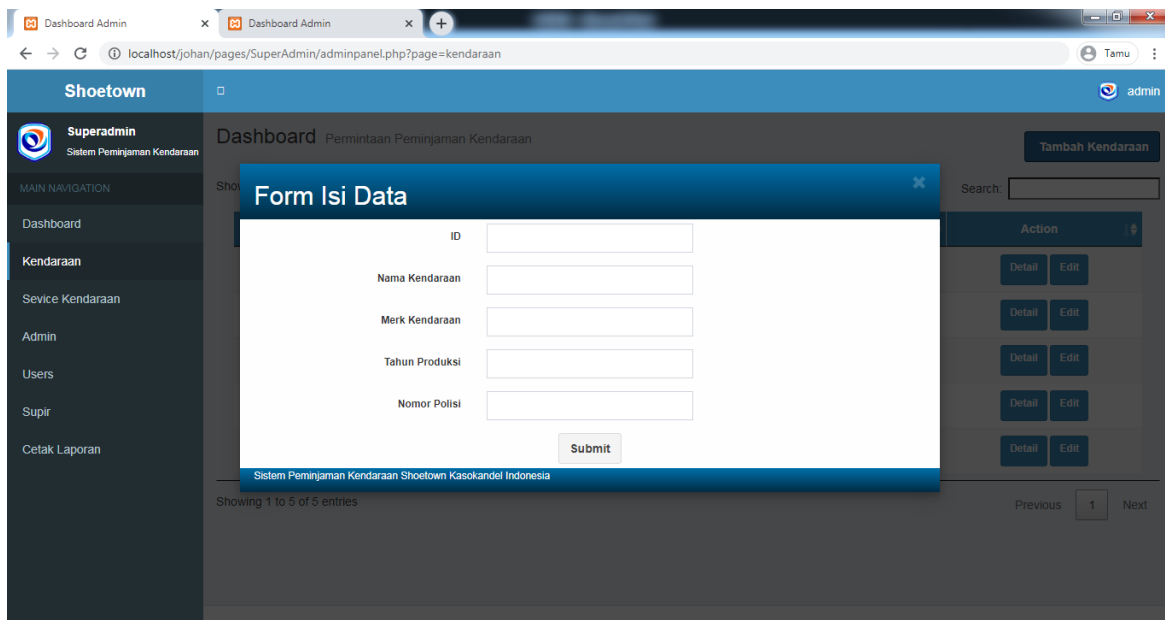 Dashboard Admin
Dashboard Admin
localhost/johan/pages/SuperAdmin/adminpanel.php?page=kendaraan
Tamu
Shoetown
admin
Superadmin
Sistem Peminjaman Kendaraan
Dashboard Permintaan Peminjaman Kendaraan
Tambah Kendaraan
MAIN NAVIGATION
Show
Search:
Form Isi Data
Dashboard
Kendaraan
Sevice Kendaraan
Admin
Users
Supir
Cetak Laporan
ID
Nama Kendaraan
Merk Kendaraan
Tahun Produksi
Nomor Polisi
Submit
Sistem Peminjaman Kendaraan Shoetown Kasokandel Indonesia
Action
Detail Edit
Detail Edit
Detail Edit
Detail Edit
Detail Edit
Showing 1 to 5 of 5 entries
Previous 1 Next